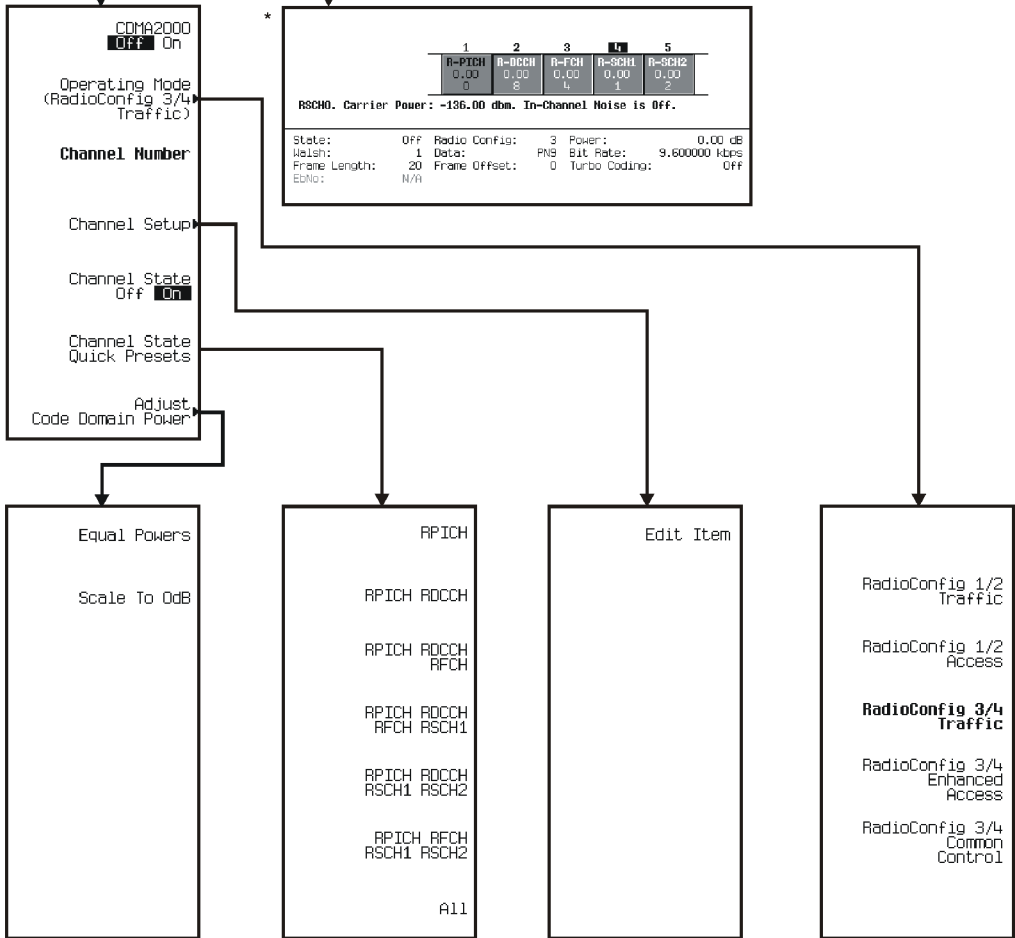 CDMA2000
Off On
Operating Mode
(RadioConfig 3/4
Traffic)
Channel Number
Channel Setup
Channel State
Off On
Channel State
Quick Presets
Adjust
Code Domain Power
*
1 2 3 4 5
R-PICH R-DCCH R-FCH R-SCH1 R-SCH2
0.00 0.00 0.00 0.00 0.00
0 8 4 1 2
RSCH0. Carrier Power: -136.00 dbm. In-Channel Noise is Off.
State: Off Radio Config: 3 Power: 0.00 dB
Walsh: 1 Data: PN9 Bit Rate: 9.600000 kbps
Frame Length: 20 Frame Offset: 0 Turbo Coding: Off
EbNo: N/A
Equal Powers
Scale To 0dB
RPICH
RPICH RDCCH
RPICH RDCCH
RFCH
RPICH RDCCH
RFCH RSCH1
RPICH RDCCH
RSCH1 RSCH2
RPICH RFCH
RSCH1 RSCH2
All
Edit Item
RadioConfig 1/2
Traffic
RadioConfig 1/2
Access
RadioConfig 3/4
Traffic
RadioConfig 3/4
Enhanced
Access
RadioConfig 3/4
Common
Control